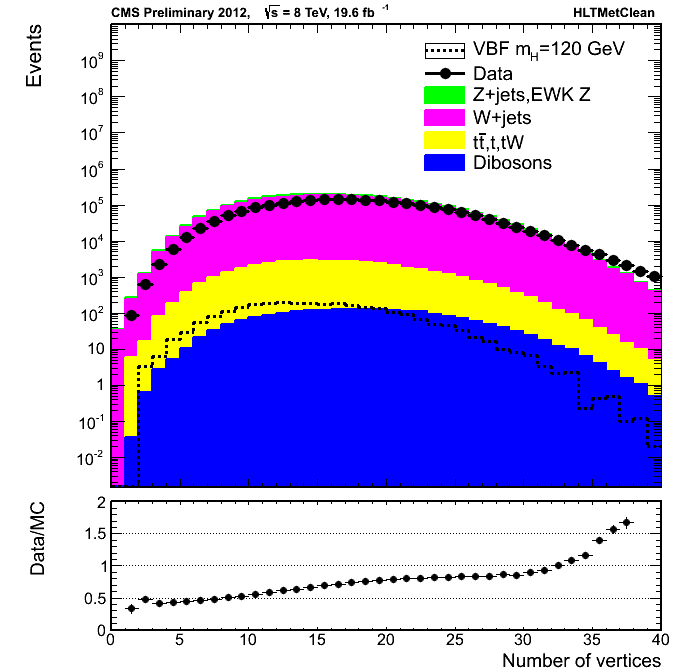 CMS Preliminary 2012, √s = 8 TeV, 19.6 fb⁻¹ HLTMetClean
Events
VBF m_H=120 GeV
Data
Z+jets,EWK Z
W+jets
tt̄,t,tW
Dibosons
10⁹
10⁸
10⁷
10⁶
10⁵
10⁴
10³
10²
10
1
10⁻¹
10⁻²
Data/MC
2
1.5
1
0.5
0
0 5 10 15 20 25 30 35 40
Number of vertices